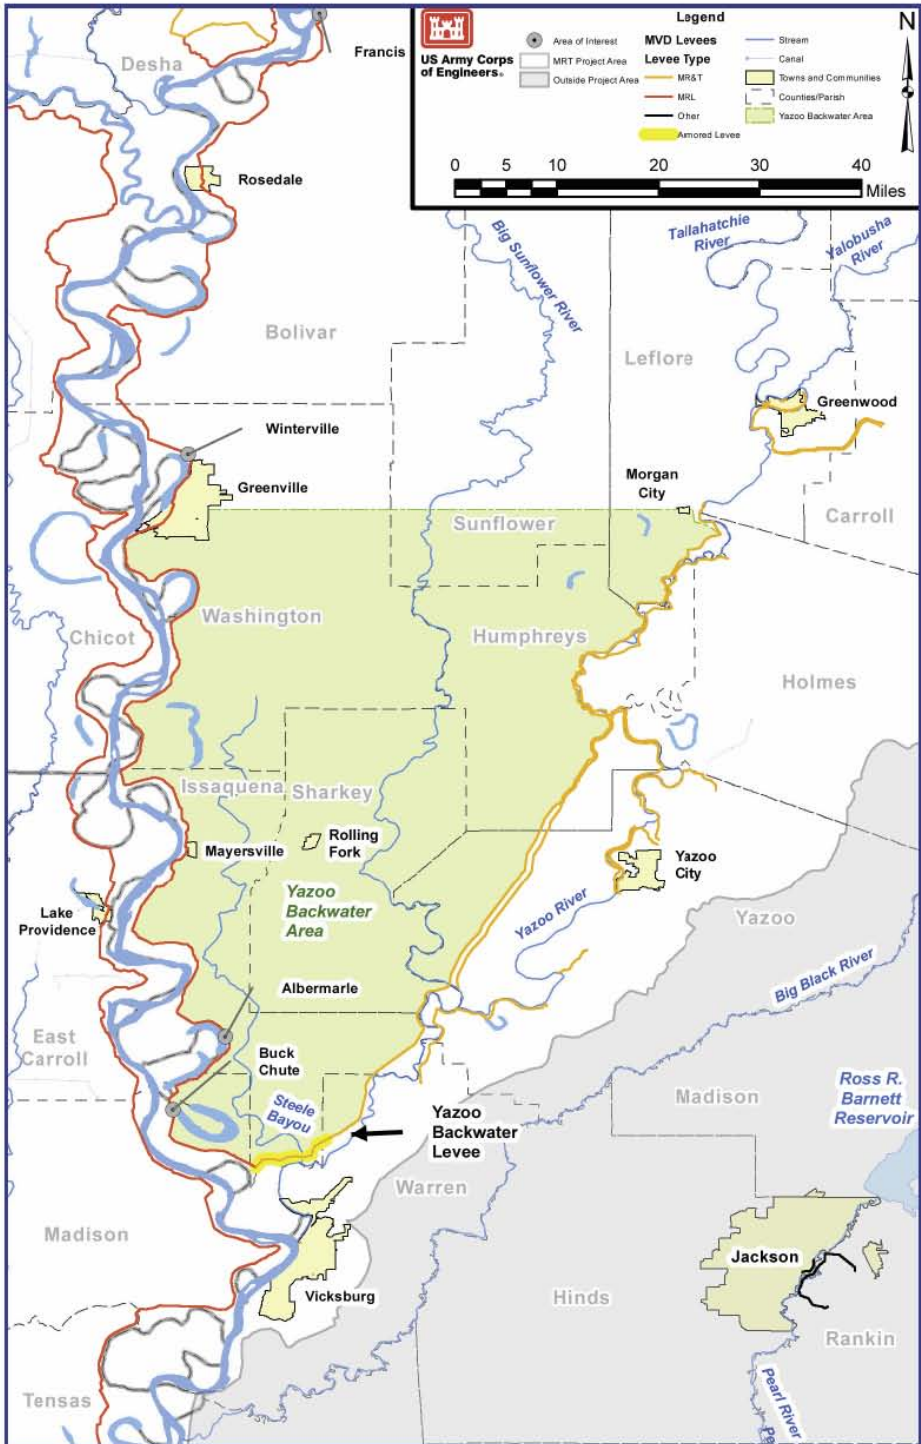 Legend
N
US Army Corps
of Engineers®
Area of Interest
MRT Project Area
Outside Project Area
MVD Levees
Levee Type
MR&T
MRL
Oher
Armored Levee
Stream
Canal
Towns and Communities
Counties/Parish
Yazoo Backwater Area
0 5 10 20 30 40
Miles
Francis
Desha
Rosedale
Big Sunflower River
Tallahatchie
River
Yalobusha
River
Bolivar
Leflore
Greenwood
Winterville
Greenville
Morgan
City
Sunflower
Carroll
Washington
Chicot
Humphreys
Holmes
Issaquena
Sharkey
Mayersville
Rolling
Fork
Yazoo
City
Yazoo
Backwater
Area
Lake
Providence
Yazoo River
Yazoo
Big Black River
Albermarle
East
Carroll
Buck
Chute
Steele
Bayou
Yazoo
Backwater
Levee
Madison
Ross R.
Barnett
Reservoir
Warren
Madison
Jackson
Vicksburg
Hinds
Rankin
Tensas
Pearl River
Pe